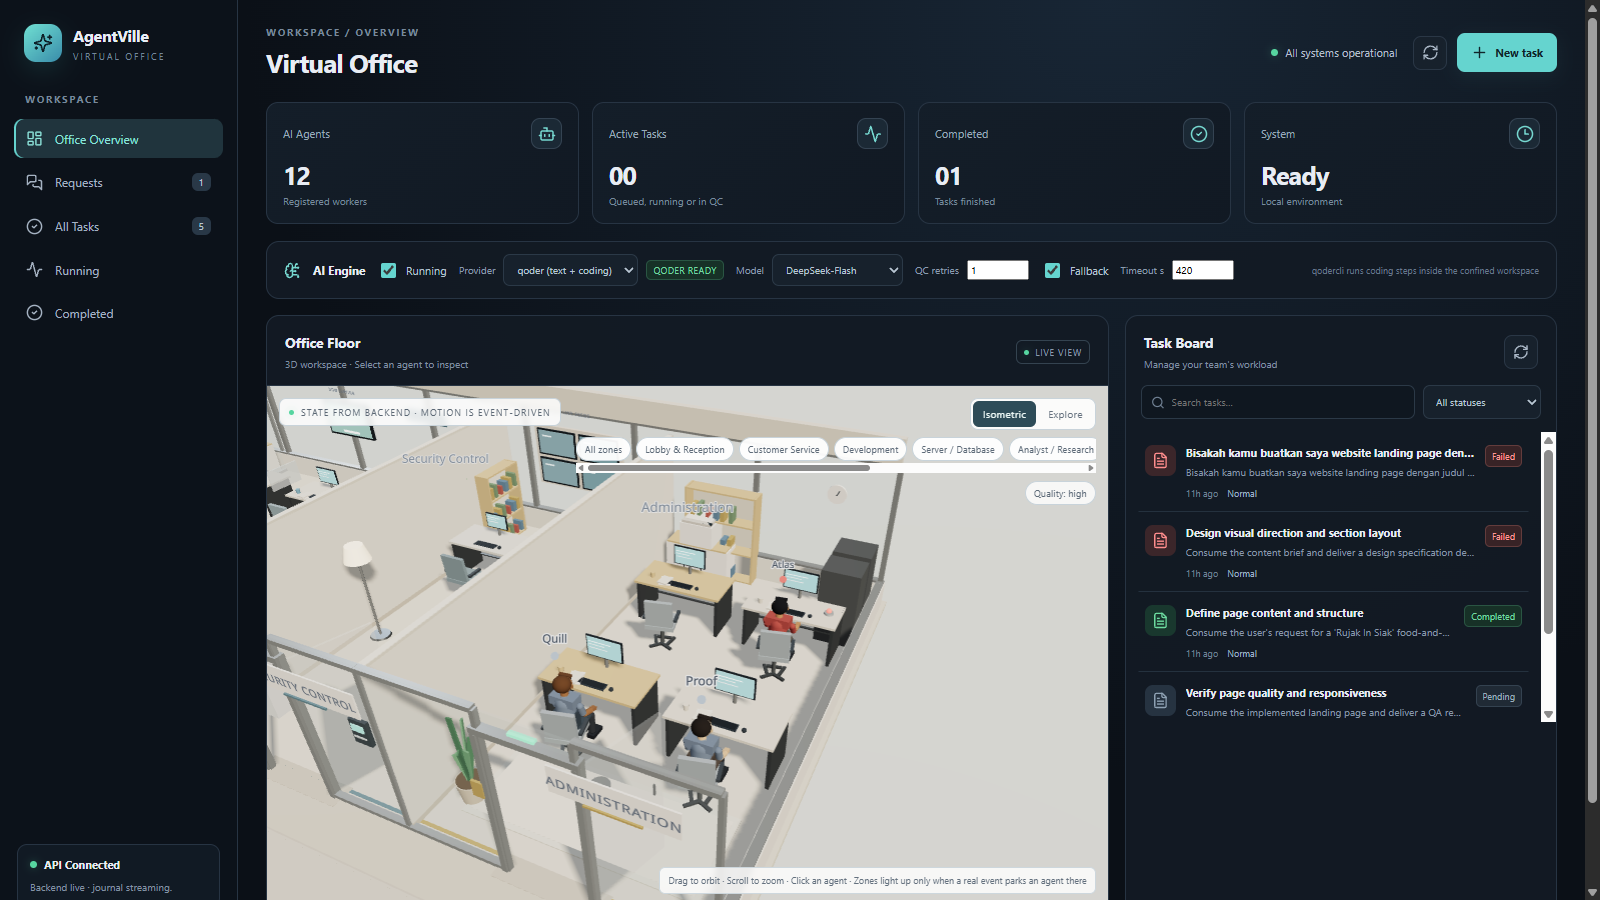 AgentVille
VIRTUAL OFFICE
WORKSPACE
Office Overview
Requests 1
All Tasks 5
Running
Completed
API Connected
Backend live · journal streaming.
WORKSPACE / OVERVIEW
Virtual Office
All systems operational
New task
AI Agents
12
Registered workers
Active Tasks
00
Queued, running or in QC
Completed
01
Tasks finished
System
Ready
Local environment
AI Engine Running Provider qoder (text + coding) QODER READY Model DeepSeek-Flash QC retries 1 Fallback Timeout s 420 qodercli runs coding steps inside the confined workspace
Office Floor
3D workspace · Select an agent to inspect
LIVE VIEW
STATE FROM BACKEND · MOTION IS EVENT-DRIVEN
Isometric Explore
All zones Lobby & Reception Customer Service Development Server / Database Analyst / Research
Quality: high
Security Control
Administration
Atlas
Quill
Proof
URITY CONTROL
ADMINISTRATION
Drag to orbit · Scroll to zoom · Click an agent · Zones light up only when a real event parks an agent there
Task Board
Manage your team's workload
Search tasks...
All statuses
Bisakah kamu buatkan saya website landing page den...
Failed
Bisakah kamu buatkan saya website landing page dengan judul ...
11h ago Normal
Design visual direction and section layout
Failed
Consume the content brief and deliver a design specification de...
11h ago Normal
Define page content and structure
Completed
Consume the user's request for a 'Rujak In Siak' food-and-...
11h ago Normal
Verify page quality and responsiveness
Pending
Consume the implemented landing page and deliver a QA re...